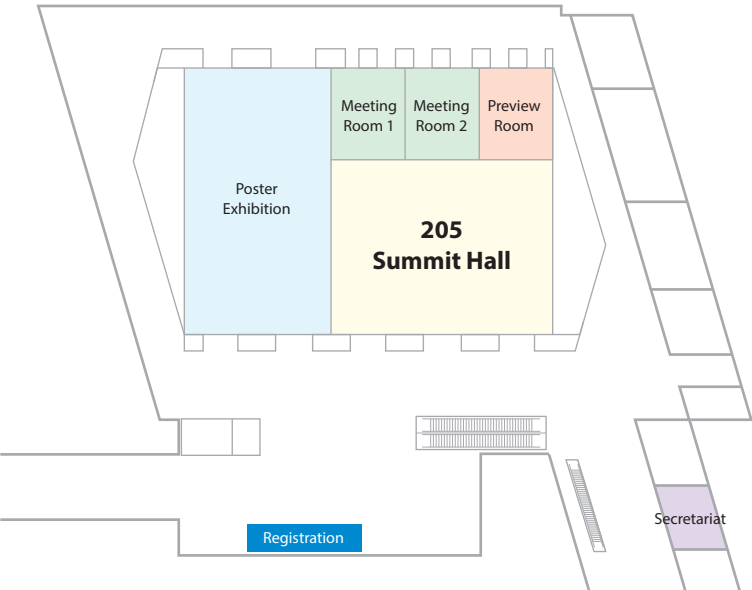 Meeting
Room 1
Meeting
Room 2
Preview
Room
Poster
Exhibition
205
Summit Hall
Secretariat
Registration